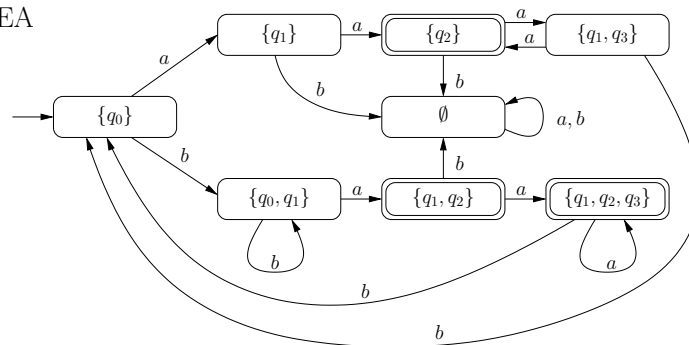 EA
{q₁}
a
{q₂}
a
a
{q₁, q₃}
a
b
b
{q₀}
∅
a, b
b
b
{q₀, q₁}
a
{q₁, q₂}
a
{q₁, q₂, q₃}
b
a
b
b